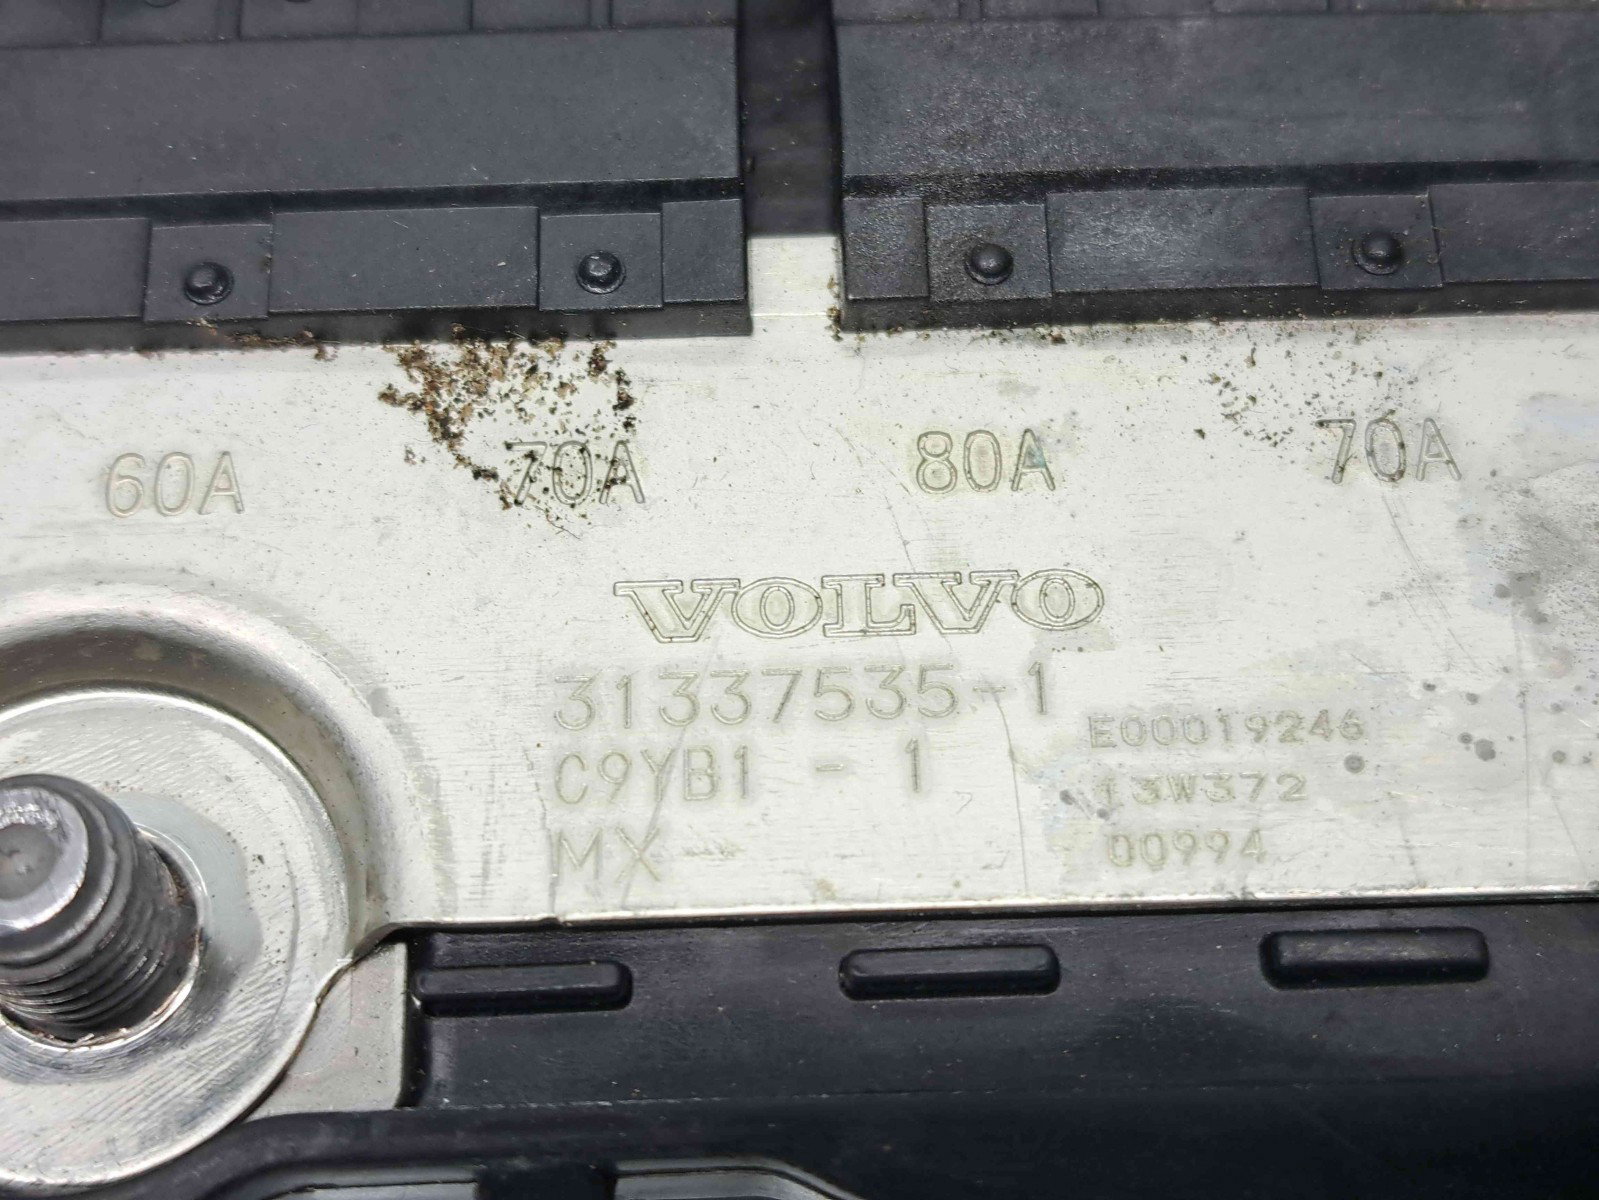 60A 70A 80A 70A
VOLVO
31337535-1
C9YB1 - 1
MX
E00019246
13W372
00994